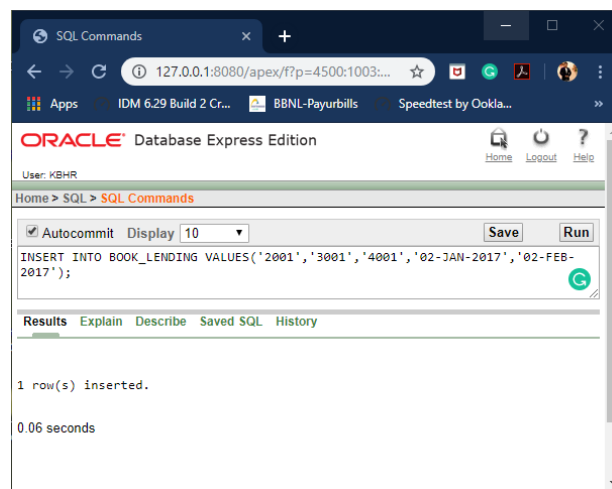 SQL Commands
127.0.0.1:8080/apex/f?p=4500:1003:...
Apps IDM 6.29 Build 2 Cr... BBNL-Payurbills Speedtest by Ookla... »
ORACLE Database Express Edition
Home Logout Help
User: KBHR
Home > SQL > SQL Commands
Autocommit Display 10 Save Run
INSERT INTO BOOK_LENDING VALUES('2001','3001','4001','02-JAN-2017','02-FEB-
2017');
Results Explain Describe Saved SQL History
1 row(s) inserted.
0.06 seconds